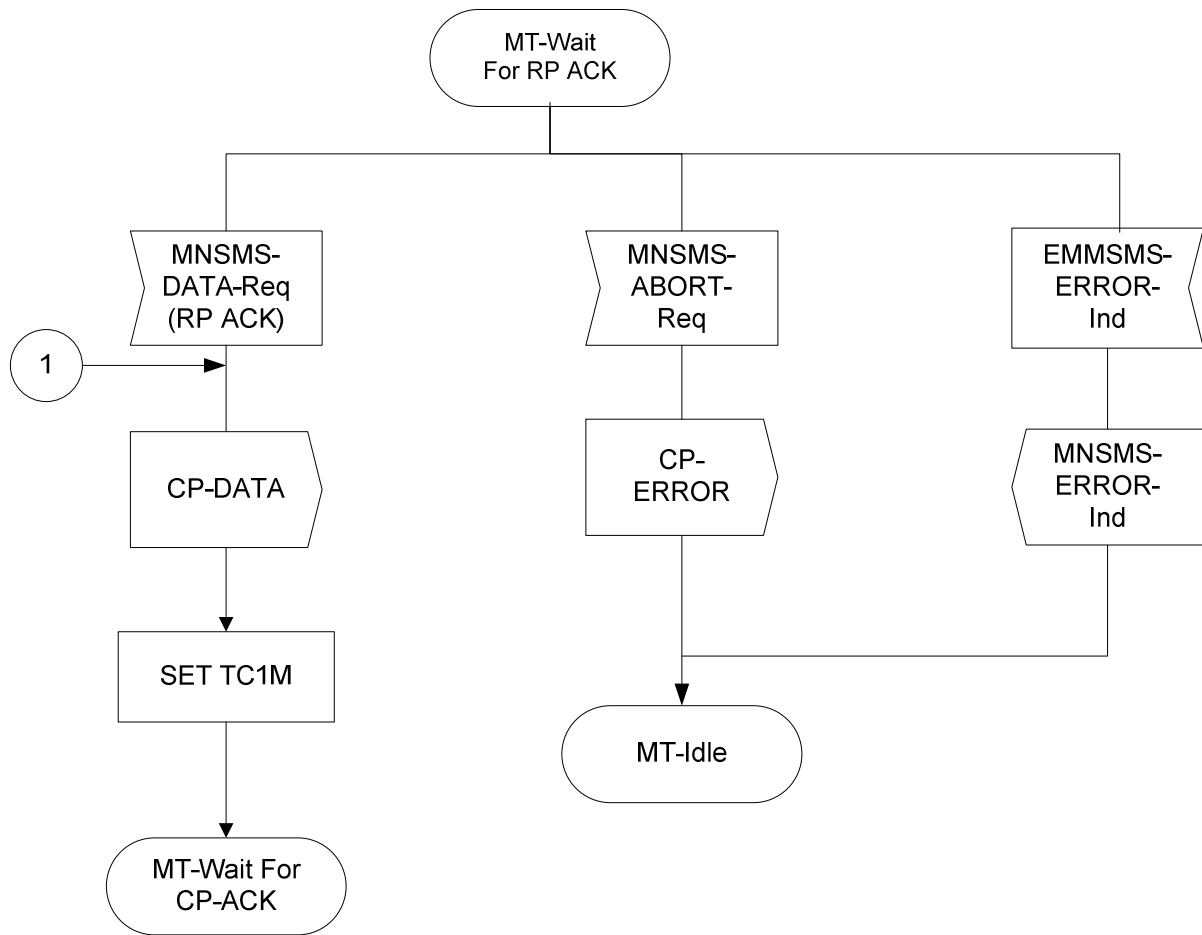 MT-Wait
For RP ACK
MNSMS-
DATA-Req
(RP ACK)
MNSMS-
ABORT-
Req
EMMSMS-
ERROR-
Ind
1
CP-DATA
CP-
ERROR
MNSMS-
ERROR-
Ind
SET TC1M
MT-Idle
MT-Wait For
CP-ACK